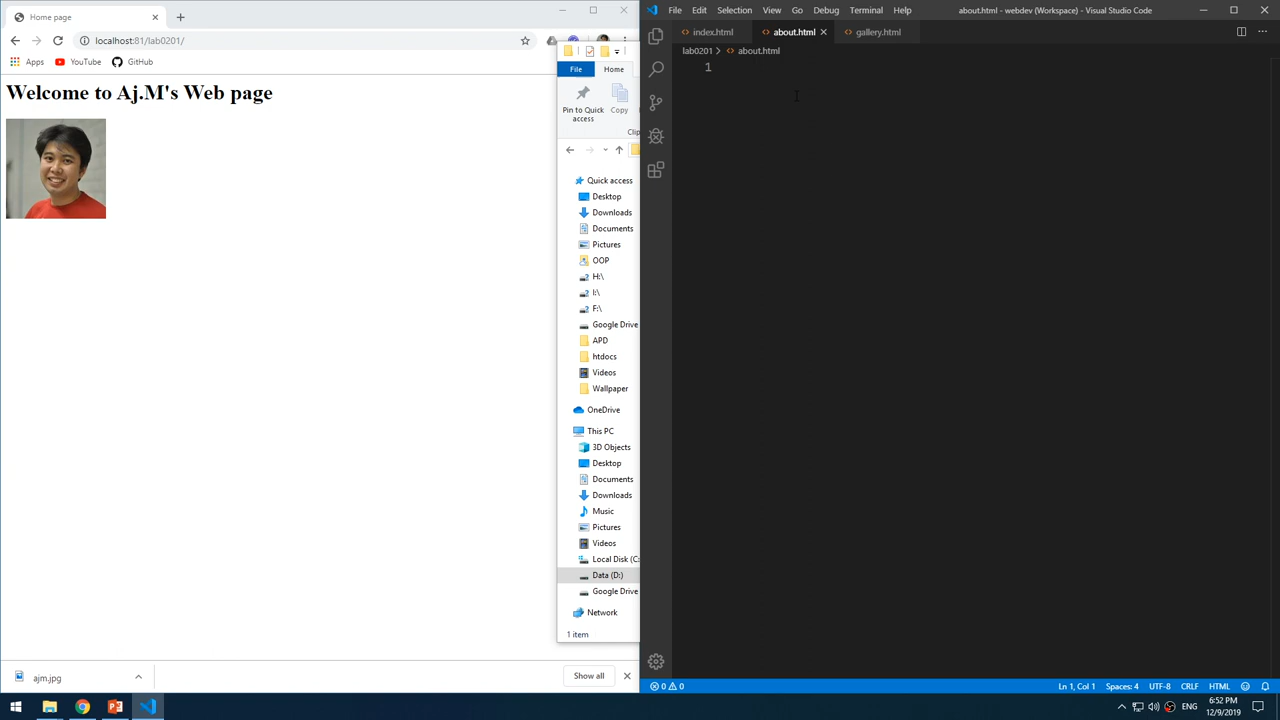 Home page
localhost:81/lab0201/
Apps
YouTube
GitHub
Welcome to Aj.M's Web page
File
Home
Pin to Quick access
Copy
Quick access
Desktop
Downloads
Documents
Pictures
OOP
H:\
I:\
F:\
Google Drive
APD
htdocs
Videos
Wallpaper
OneDrive
This PC
3D Objects
Desktop
Documents
Downloads
Music
Pictures
Videos
Local Disk (C:
Data (D:)
Google Drive
Network
1 item
ajm.jpg
Show all
File Edit Selection View Go Debug Terminal Help
about.html - webdev (Workspace) - Visual Studio Code
index.html
about.html
gallery.html
lab0201 > about.html
1
0 0
Ln 1, Col 1
Spaces: 4
UTF-8
CRLF
HTML
ENG
6:52 PM
12/9/2019